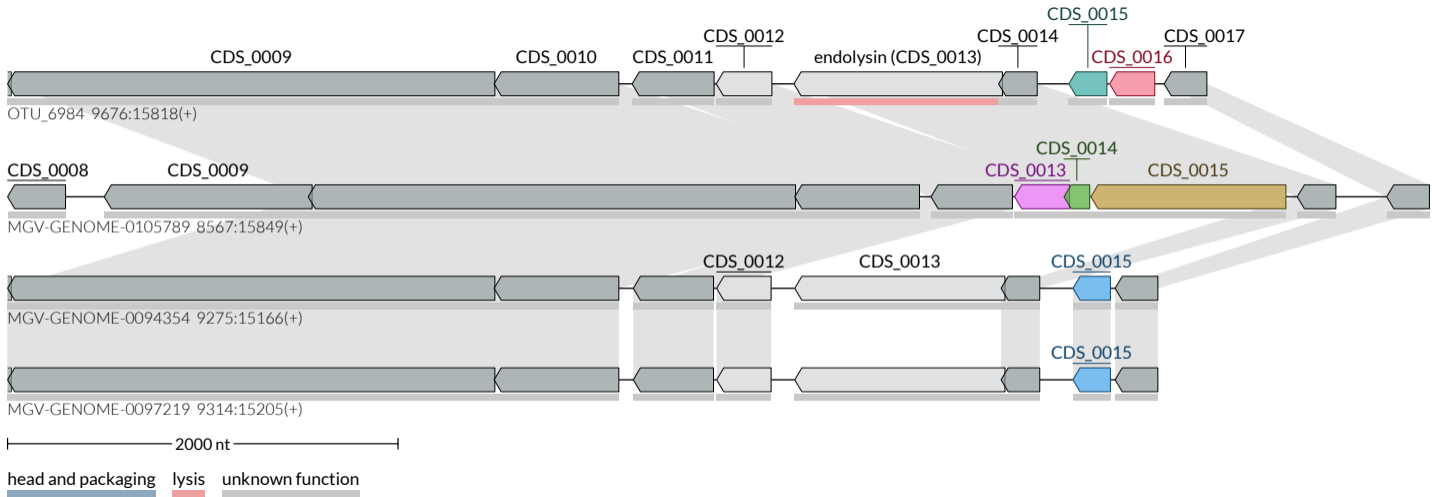 CDS_0015
CDS_0012 CDS_0014 CDS_0017
CDS_0009 CDS_0010 CDS_0011 endolysin (CDS_0013) CDS_0016
OTU_6984 9676:15818(+)
CDS_0014
CDS_0008 CDS_0009 CDS_0013 CDS_0015
MGV-GENOME-0105789 8567:15849(+)
CDS_0012 CDS_0013 CDS_0015
MGV-GENOME-0094354 9275:15166(+)
CDS_0015
MGV-GENOME-0097219 9314:15205(+)
2000 nt
head and packaging lysis unknown function